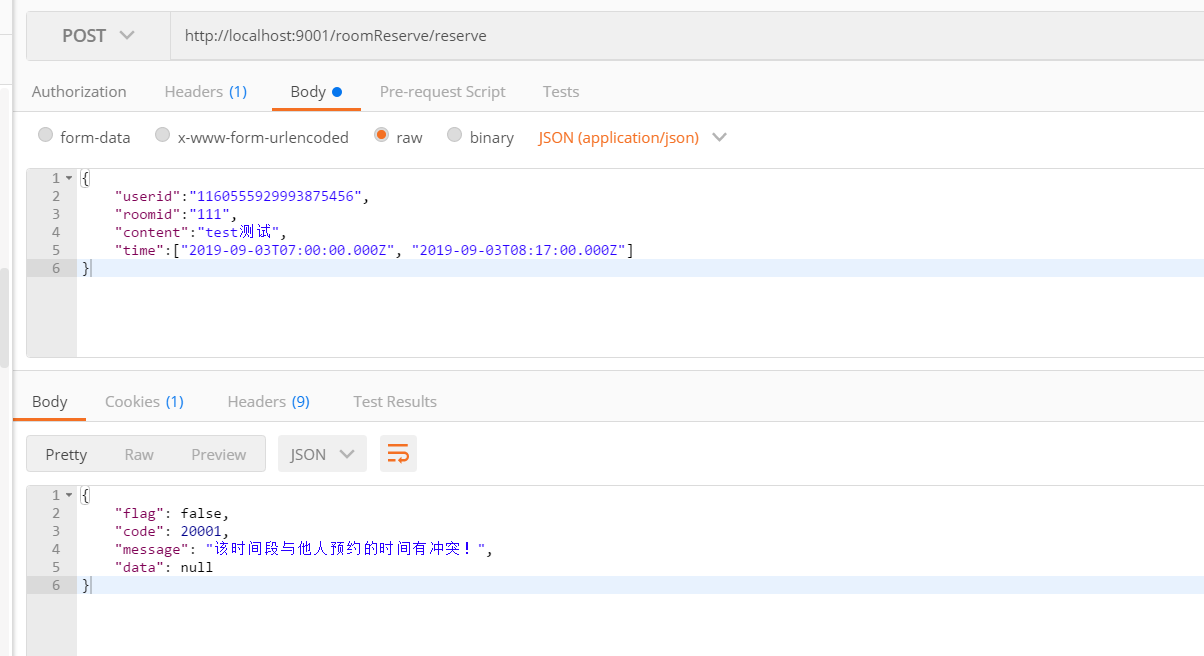 POST http://localhost:9001/roomReserve/reserve
Authorization Headers (1) Body Pre-request Script Tests
form-data x-www-form-urlencoded raw binary JSON (application/json)
1 {
2 "userid":"1160555929993875456",
3 "roomid":"111",
4 "content":"test测试",
5 "time":["2019-09-03T07:00:00.000Z", "2019-09-03T08:17:00.000Z"]
6 }
Body Cookies (1) Headers (9) Test Results
Pretty Raw Preview JSON
1 {
2 "flag": false,
3 "code": 20001,
4 "message": "该时间段与他人预约的时间有冲突！",
5 "data": null
6 }